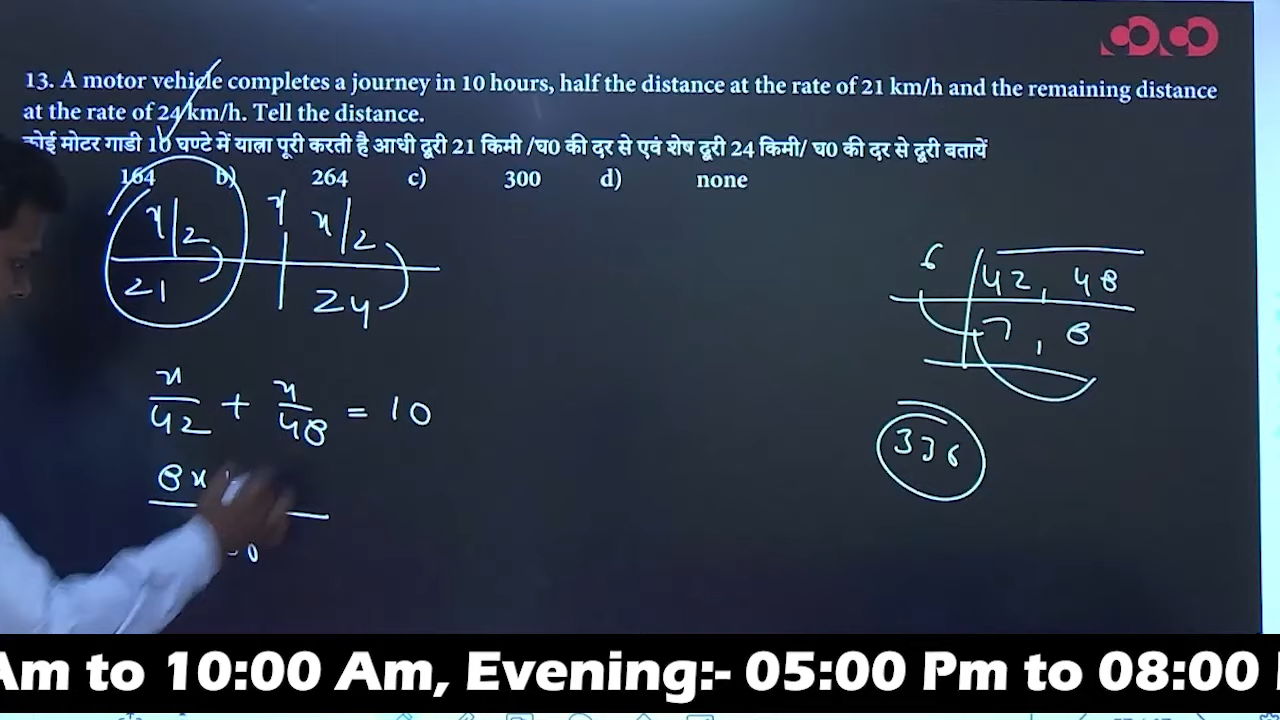 13. A motor vehicle completes a journey in 10 hours, half the distance at the rate of 21 km/h and the remaining distance
at the rate of 24 km/h. Tell the distance.
कोई मोटर गाडी 10 घण्टे में यात्रा पूरी करती है आधी दूरी 21 किमी /घ0 की दर से एवं शेष दूरी 24 किमी/ घ0 की दर से दूरी बतायें
164 b) 264 c) 300 d) none
x/2 x x/2
21 24
6 42, 48
7, 8
x/42 + x/48 = 10
336
8x
0
Am to 10:00 Am, Evening:- 05:00 Pm to 08:00